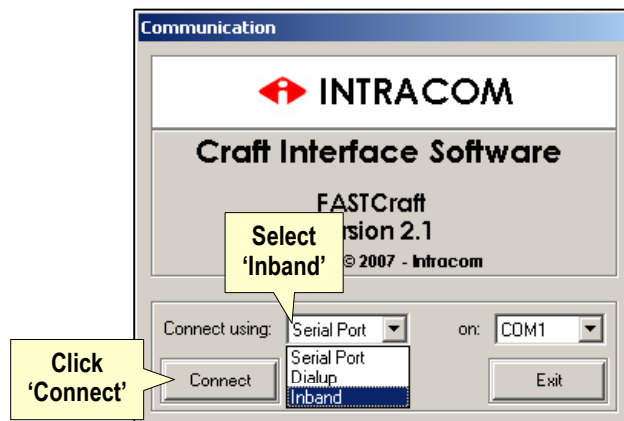 Communication
INTRACOM
Craft Interface Software
FASTCraft
rsion 2.1
© 2007 - Intracom
Select
‘Inband’
Connect using:
Serial Port
on:
COM1
Serial Port
Dialup
Inband
Click
‘Connect’
Connect
Exit